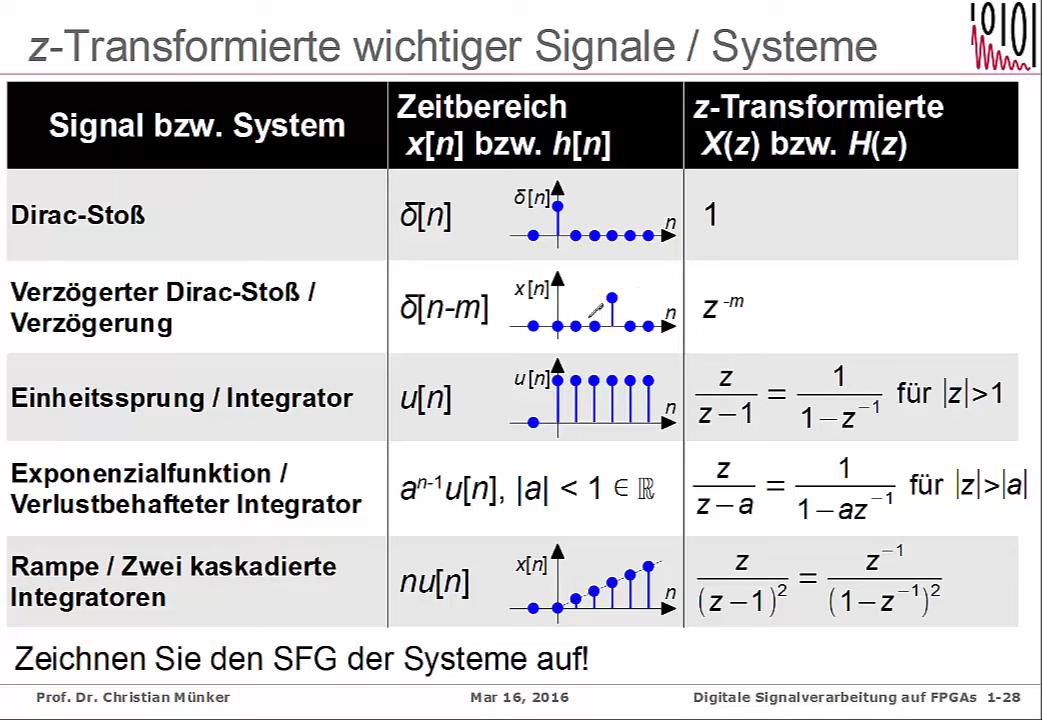 z-Transformierte wichtiger Signale / Systeme
Signal bzw. System
Zeitbereich
x[n] bzw. h[n]
z-Transformierte
X(z) bzw. H(z)
Dirac-Stoß
δ[n]
δ[n]
n
1
Verzögerter Dirac-Stoß /
Verzögerung
δ[n-m]
x[n]
n
z^-m
Einheitssprung / Integrator
u[n]
u[n]
n
z/(z−1) = 1/(1−z^−1) für |z|>1
Exponenzialfunktion /
Verlustbehafteter Integrator
a^n-1 u[n], |a| < 1 ∈ ℝ
z/(z−a) = 1/(1−az^−1) für |z|>|a|
Rampe / Zwei kaskadierte
Integratoren
nu[n]
x[n]
n
z/(z−1)^2 = z^−1/(1−z^−1)^2
Zeichnen Sie den SFG der Systeme auf!
Prof. Dr. Christian Münker
Mar 16, 2016
Digitale Signalverarbeitung auf FPGAs 1-28